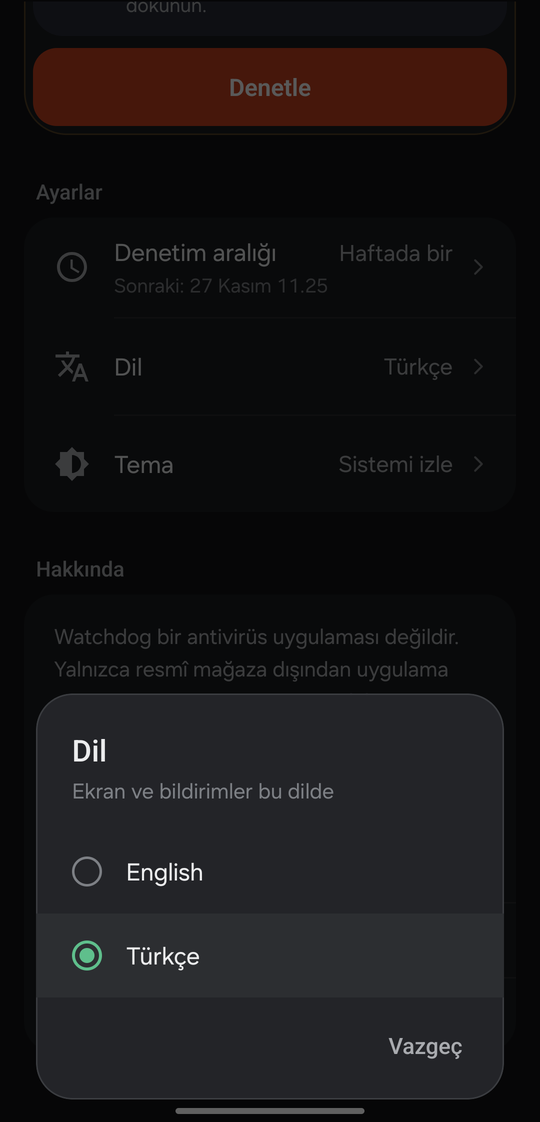 dokunun.
Denetle
Ayarlar
Denetim aralığı
Haftada bir
Sonraki: 27 Kasım 11.25
Dil
Türkçe
Tema
Sistemi izle
Hakkında
Watchdog bir antivirüs uygulaması değildir.
Yalnızca resmî mağaza dışından uygulama
Dil
Ekran ve bildirimler bu dilde
English
Türkçe
Vazgeç